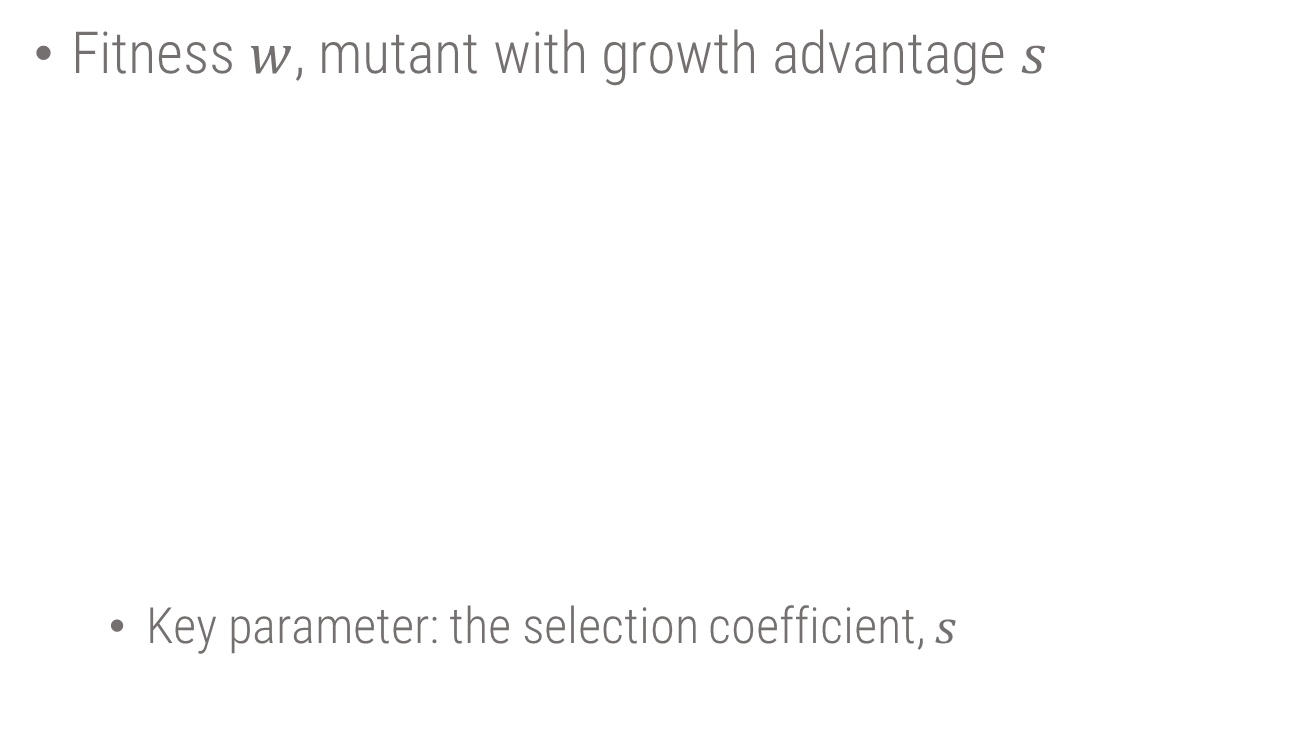 • Fitness 𝑤, mutant with growth advantage 𝑠
• Key parameter: the selection coefficient, 𝑠